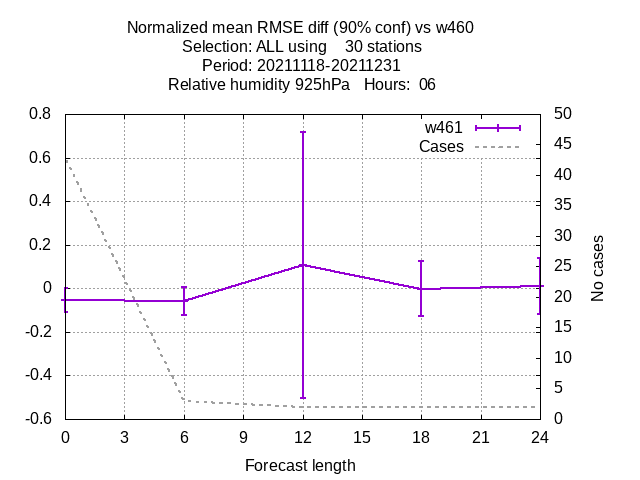 Normalized mean RMSE diff (90% conf) vs w460
Selection: ALL using    30 stations
Period: 20211118-20211231
Relative humidity 925hPa   Hours:  06
0.8
0.6
0.4
0.2
0
-0.2
-0.4
-0.6
50
45
40
35
30
25
20
15
10
5
0
w461
Cases
No cases
0 3 6 9 12 15 18 21 24
Forecast length